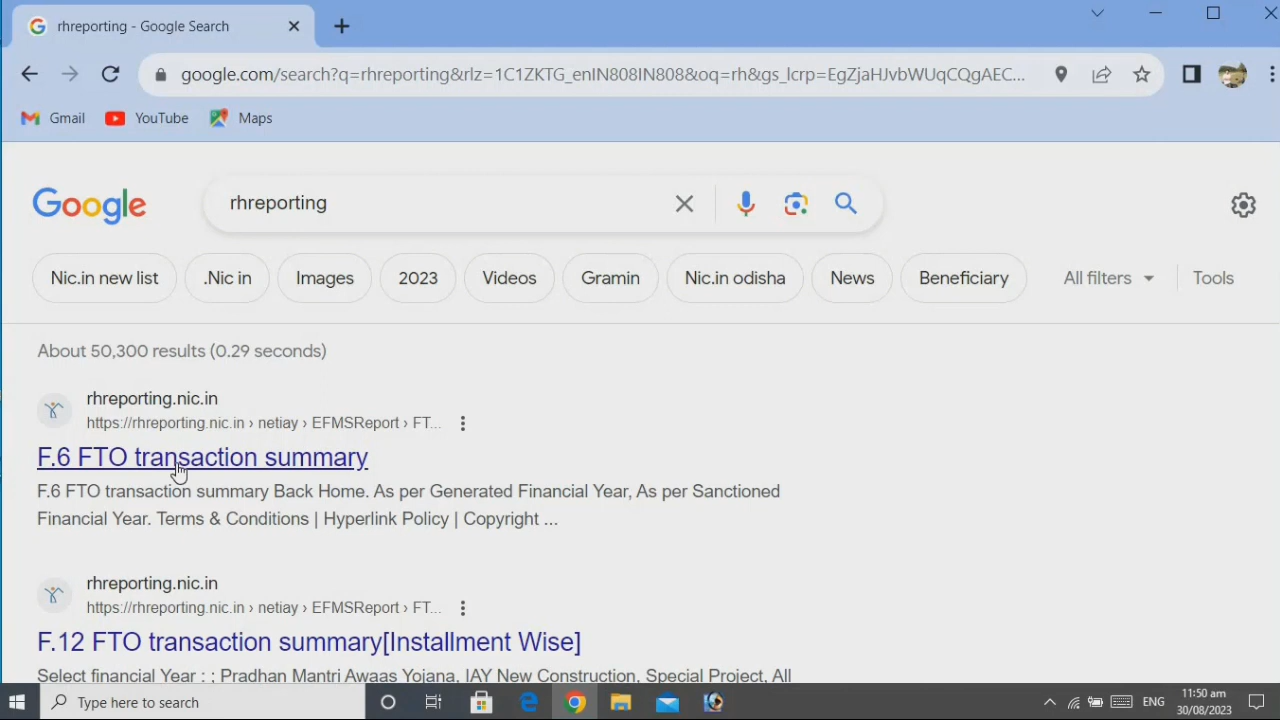 rhreporting - Google Search
google.com/search?q=rhreporting&rlz=1C1ZKTG_enIN808IN808&oq=rh&gs_lcrp=EgZjaHJvbWUqCQgAEC...
Gmail YouTube Maps
Google rhreporting
Nic.in new list .Nic in Images 2023 Videos Gramin Nic.in odisha News Beneficiary All filters Tools
About 50,300 results (0.29 seconds)
rhreporting.nic.in
https://rhreporting.nic.in › netiay › EFMSReport › FT...
F.6 FTO transaction summary
F.6 FTO transaction summary Back Home. As per Generated Financial Year, As per Sanctioned
Financial Year. Terms & Conditions | Hyperlink Policy | Copyright ...
rhreporting.nic.in
https://rhreporting.nic.in › netiay › EFMSReport › FT...
F.12 FTO transaction summary[Installment Wise]
Select financial Year : ; Pradhan Mantri Awaas Yojana, IAY New Construction, Special Project, All
Type here to search
ENG
11:50 am
30/08/2023